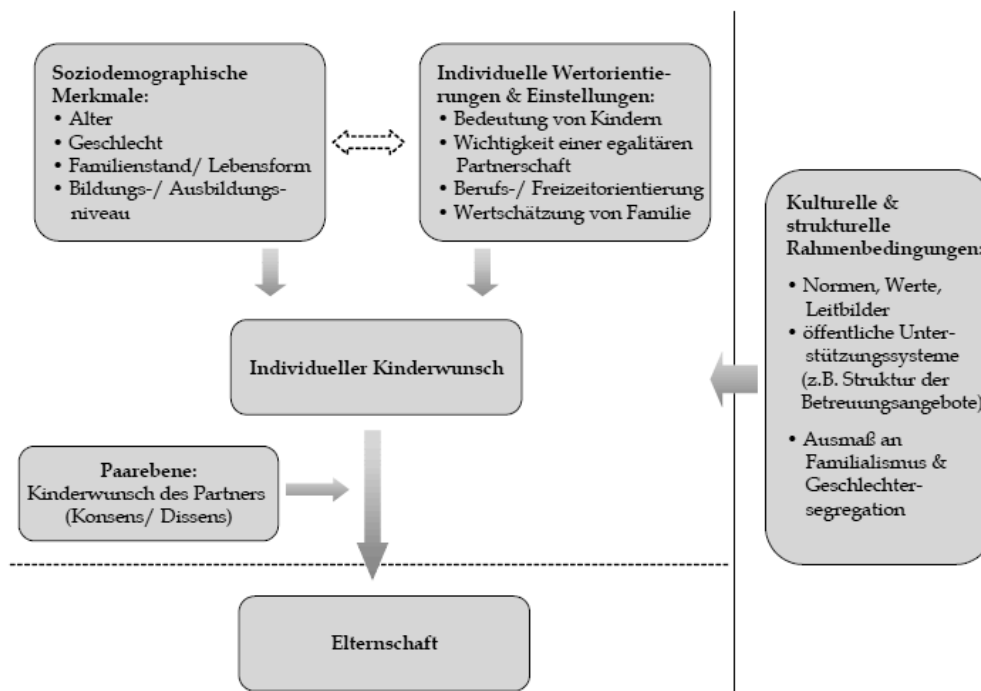 Soziodemographische
Merkmale:
• Alter
• Geschlecht
• Familienstand/ Lebensform
• Bildungs-/ Ausbildungs-
niveau
Individuelle Wertorientie-
rungen & Einstellungen:
• Bedeutung von Kindern
• Wichtigkeit einer egalitären
Partnerschaft
• Berufs-/ Freizeitorientierung
• Wertschätzung von Familie
Kulturelle &
strukturelle
Rahmenbedingungen:
• Normen, Werte,
Leitbilder
• öffentliche Unter-
stützungssysteme
(z.B. Struktur der
Betreuungsangebote)
• Ausmaß an
Familialismus &
Geschlechter-
segregation
Individueller Kinderwunsch
Paarebene:
Kinderwunsch des Partners
(Konsens/ Dissens)
Elternschaft